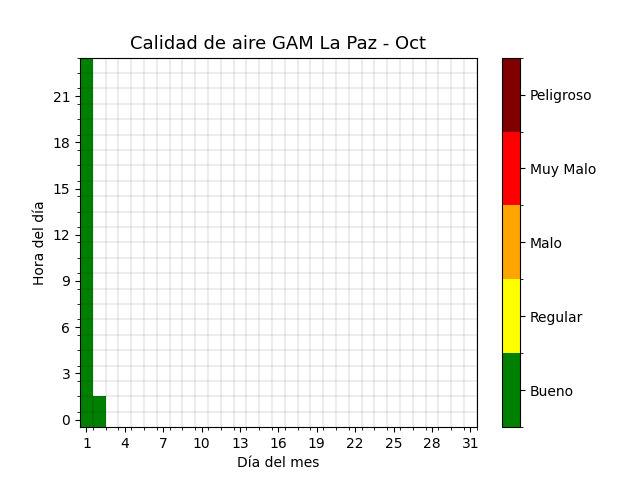 Calidad de aire GAM La Paz - Oct
Hora del día
21
18
15
12
9
6
3
0
1 4 7 10 13 16 19 22 25 28 31
Día del mes
Peligroso
Muy Malo
Malo
Regular
Bueno